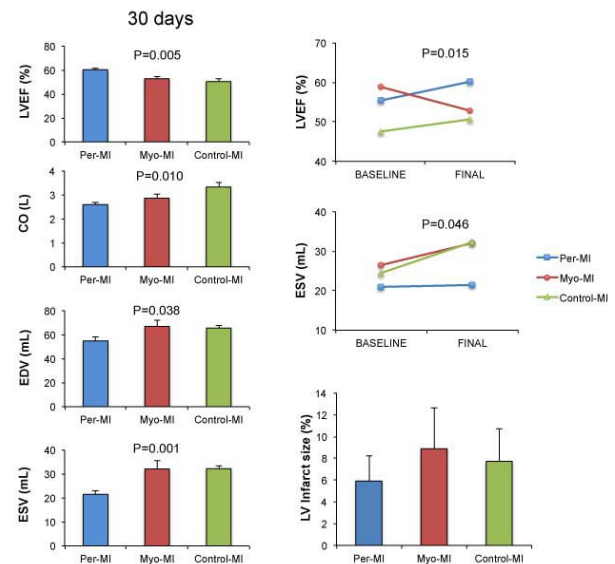 30 days
LVEF (%)
80
60
40
20
0
P=0.005
Per-MI Myo-MI Control-MI
CO (L)
4
3
2
1
0
P=0.010
Per-MI Myo-MI Control-MI
EDV (mL)
80
60
40
20
0
P=0.038
Per-MI Myo-MI Control-MI
ESV (mL)
40
30
20
10
0
P=0.001
Per-MI Myo-MI Control-MI
LVEF (%)
70
60
50
40
P=0.015
BASELINE FINAL
ESV (mL)
40
30
20
10
P=0.046
BASELINE FINAL
Per-MI
Myo-MI
Control-MI
LV Infarct size (%)
14
12
10
8
6
4
2
0
Per-MI Myo-MI Control-MI